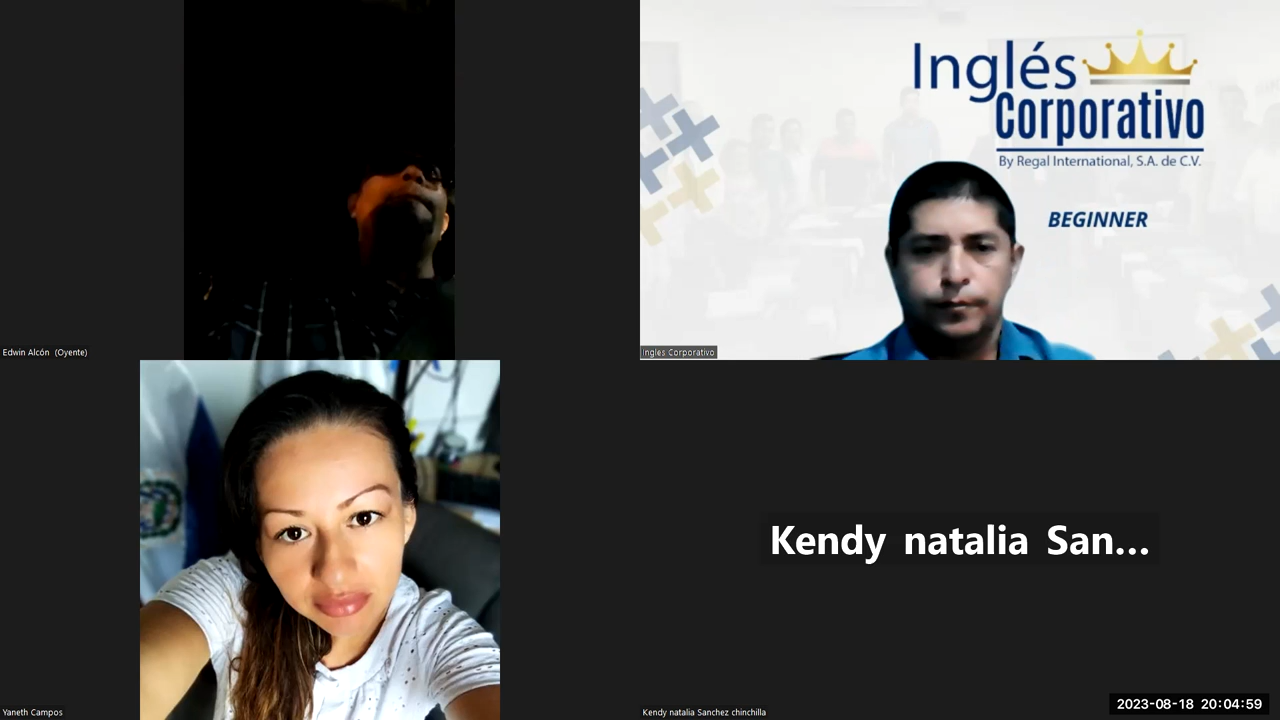 Inglés
Corporativo
By Regal International, S.A. de C.V.
BEGINNER
Edwin Alcón (Oyente)
Ingles Corporativo
Kendy natalia San...
Yaneth Campos
Kendy natalia Sanchez chinchilla
2023-08-18 20:04:59